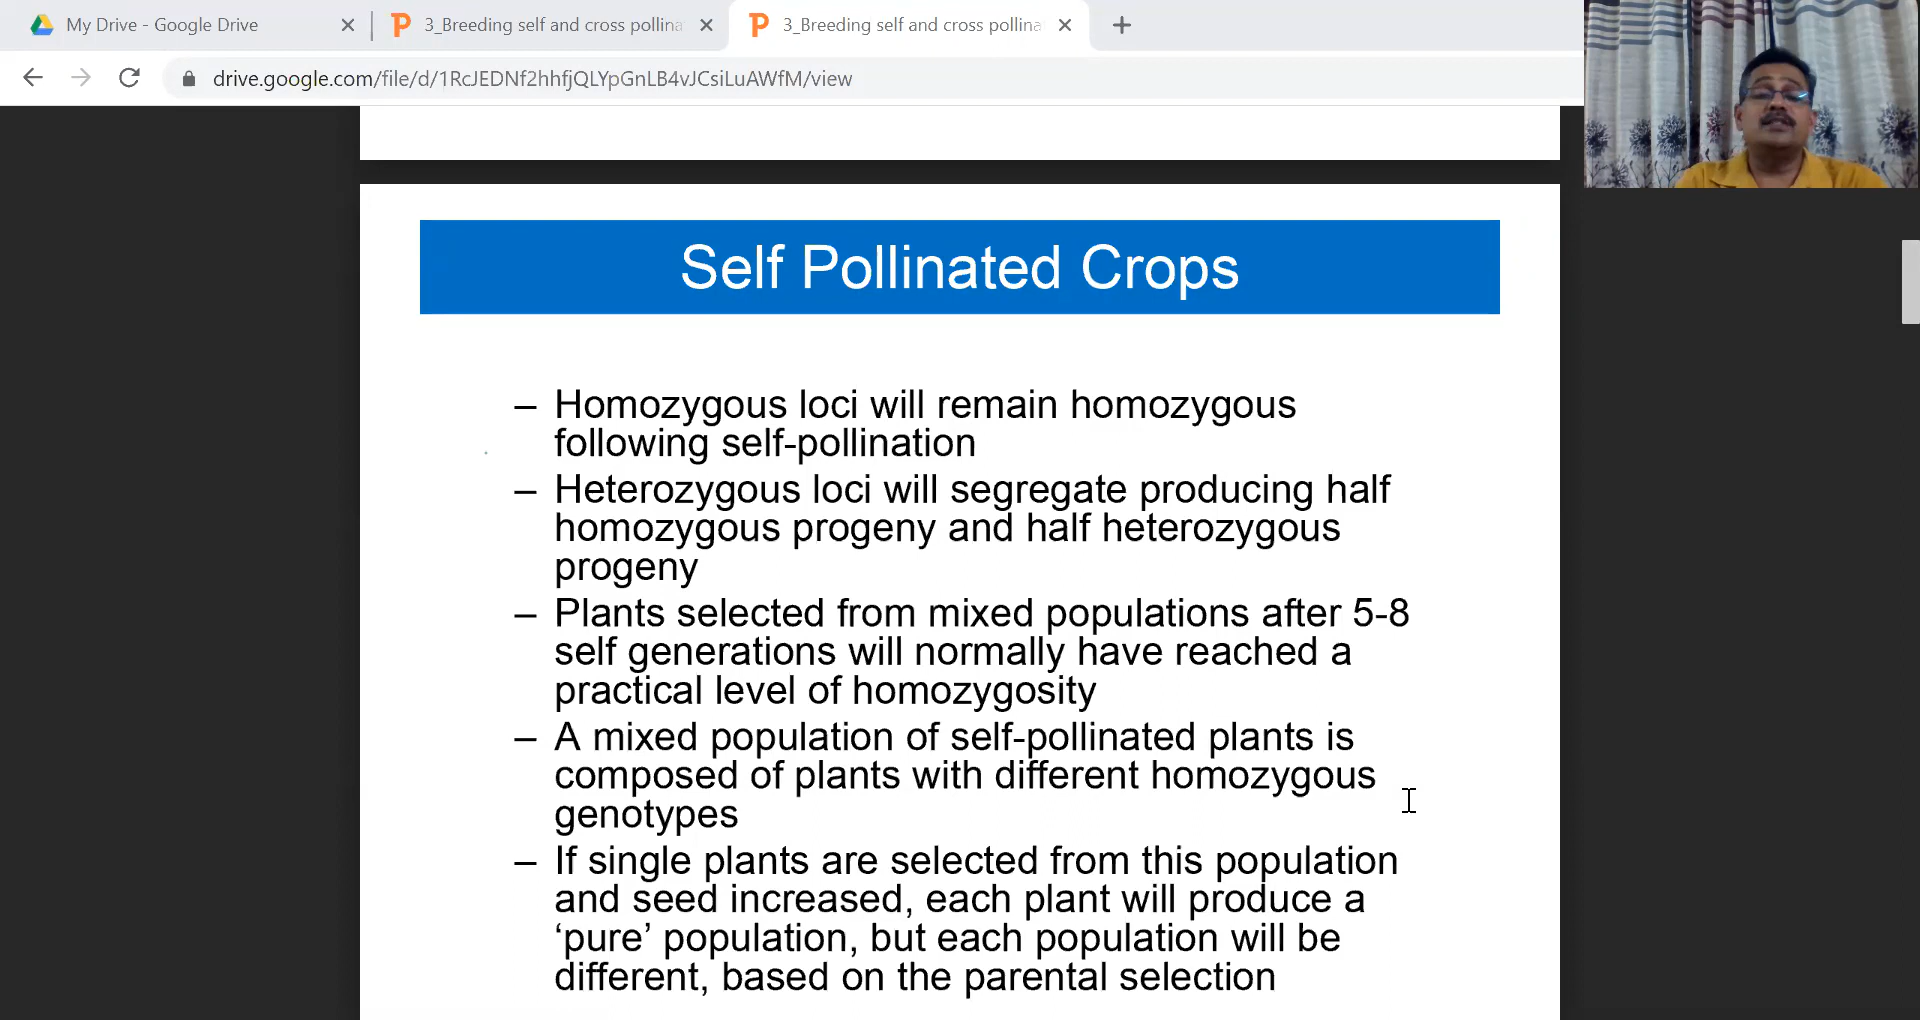 My Drive - Google Drive
3_Breeding self and cross pollina
3_Breeding self and cross pollina
drive.google.com/file/d/1RcJEDNf2hhfjQLYpGnLB4vJCsiLuAWfM/view
Self Pollinated Crops
– Homozygous loci will remain homozygous
following self-pollination
– Heterozygous loci will segregate producing half
homozygous progeny and half heterozygous
progeny
– Plants selected from mixed populations after 5-8
self generations will normally have reached a
practical level of homozygosity
– A mixed population of self-pollinated plants is
composed of plants with different homozygous
genotypes
– If single plants are selected from this population
and seed increased, each plant will produce a
‘pure’ population, but each population will be
different, based on the parental selection